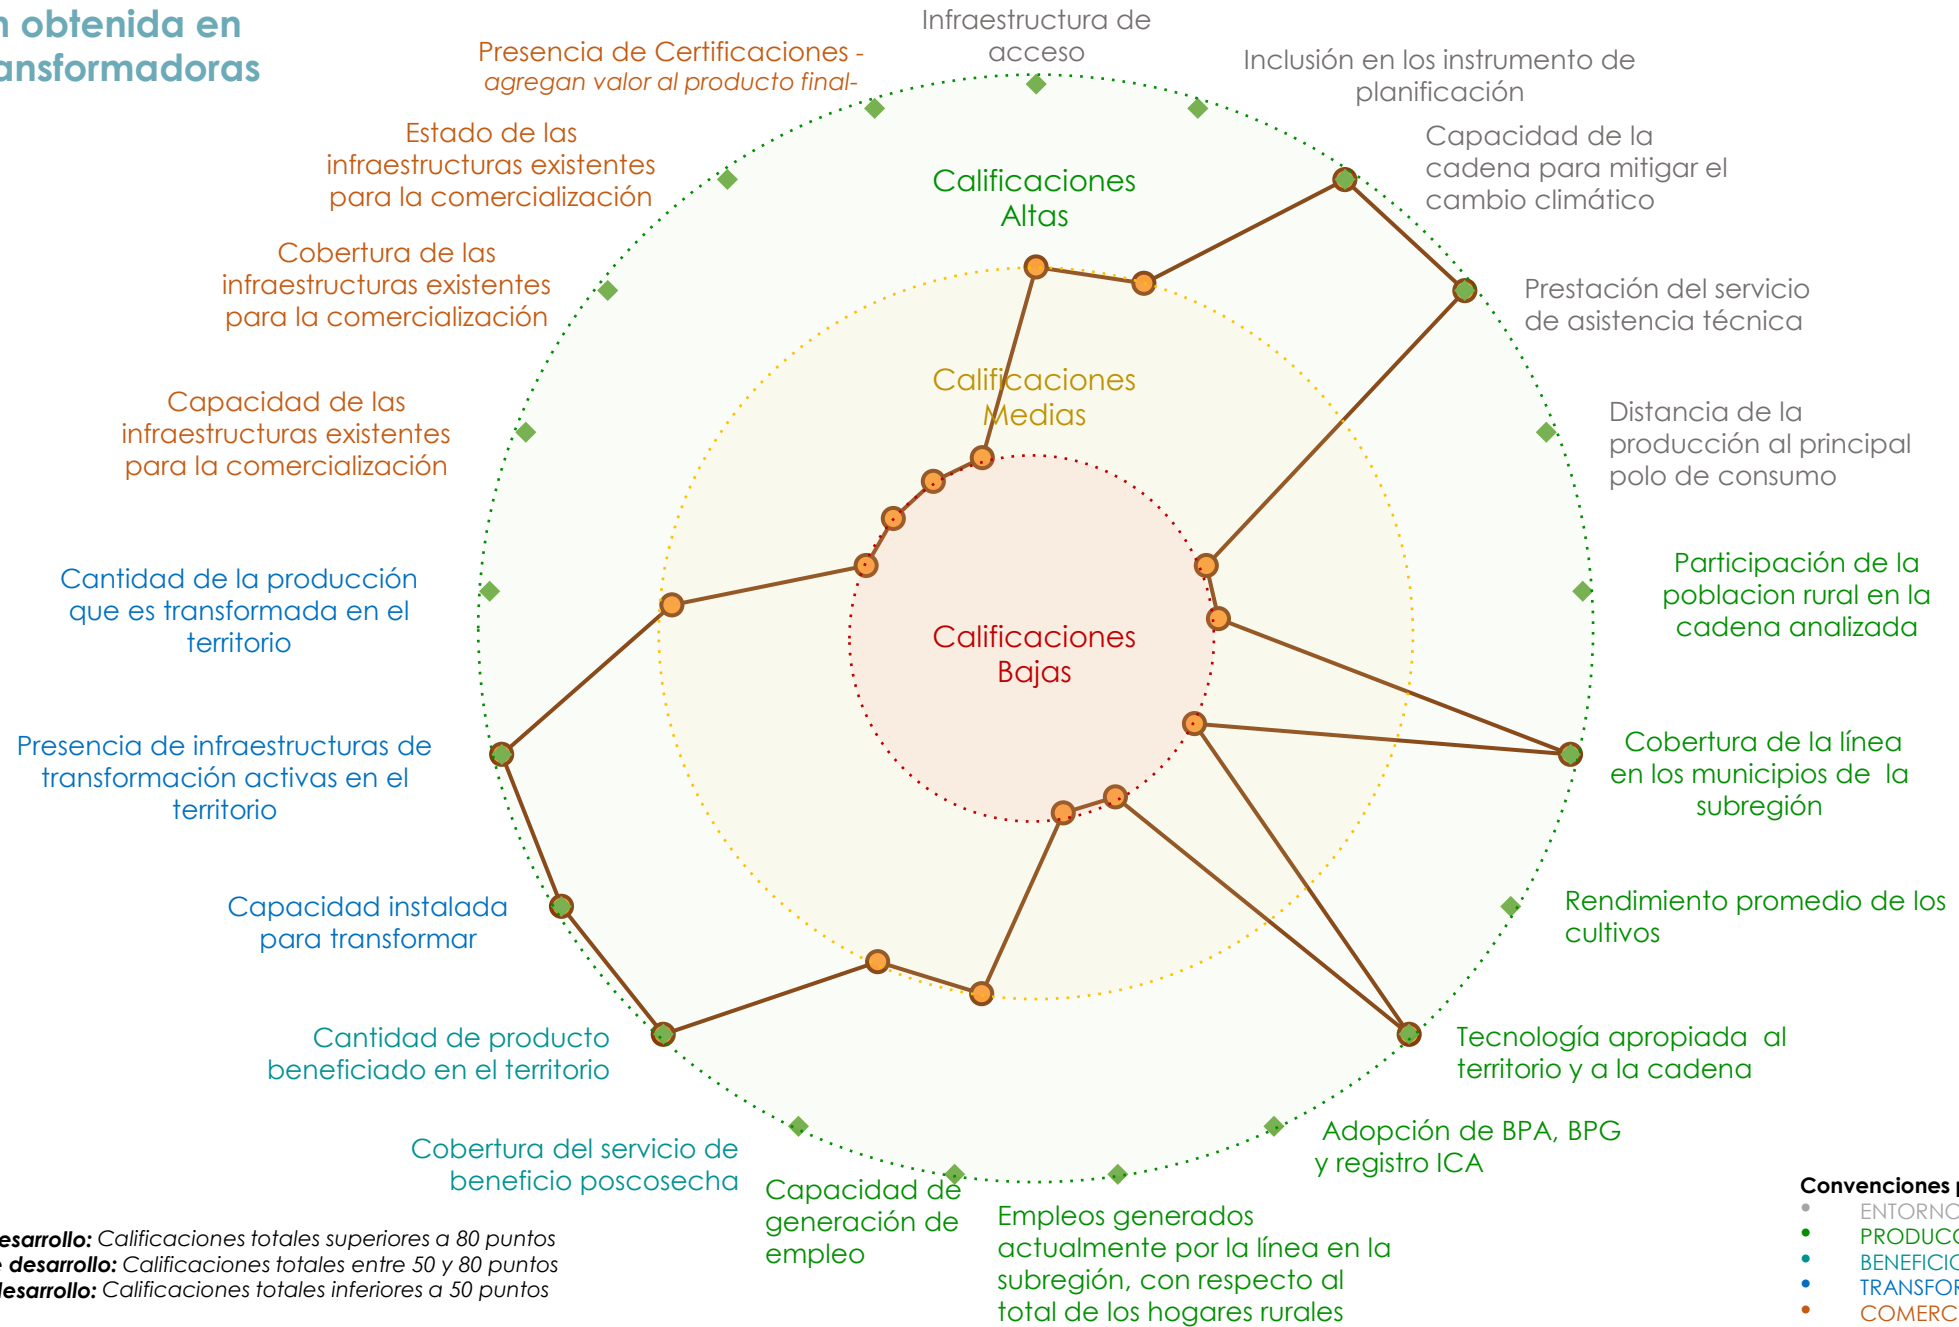 n obtenida en
ansformadoras
Infraestructura de
acceso
Presencia de Certificaciones -
agregan valor al producto final-
Inclusión en los instrumento de
planificación
Estado de las
infraestructuras existentes
para la comercialización
Capacidad de la
cadena para mitigar el
cambio climático
Calificaciones
Altas
Cobertura de las
infraestructuras existentes
para la comercialización
Prestación del servicio
de asistencia técnica
Calificaciones
Medias
Capacidad de las
infraestructuras existentes
para la comercialización
Distancia de la
producción al principal
polo de consumo
Cantidad de la producción
que es transformada en el
territorio
Participación de la
poblacion rural en la
cadena analizada
Calificaciones
Bajas
Presencia de infraestructuras de
transformación activas en el
territorio
Cobertura de la línea
en los municipios de la
subregión
Capacidad instalada
para transformar
Rendimiento promedio de los
cultivos
Cantidad de producto
beneficiado en el territorio
Tecnología apropiada al
territorio y a la cadena
Cobertura del servicio de
beneficio poscosecha
Adopción de BPA, BPG
y registro ICA
Capacidad de
generación de
empleo
Empleos generados
actualmente por la línea en la
subregión, con respecto al
total de los hogares rurales
esarrollo: Calificaciones totales superiores a 80 puntos
e desarrollo: Calificaciones totales entre 50 y 80 puntos
desarrollo: Calificaciones totales inferiores a 50 puntos
Convenciones p
• ENTORNO
• PRODUCC
• BENEFICIO
• TRANSFOR
• COMERC